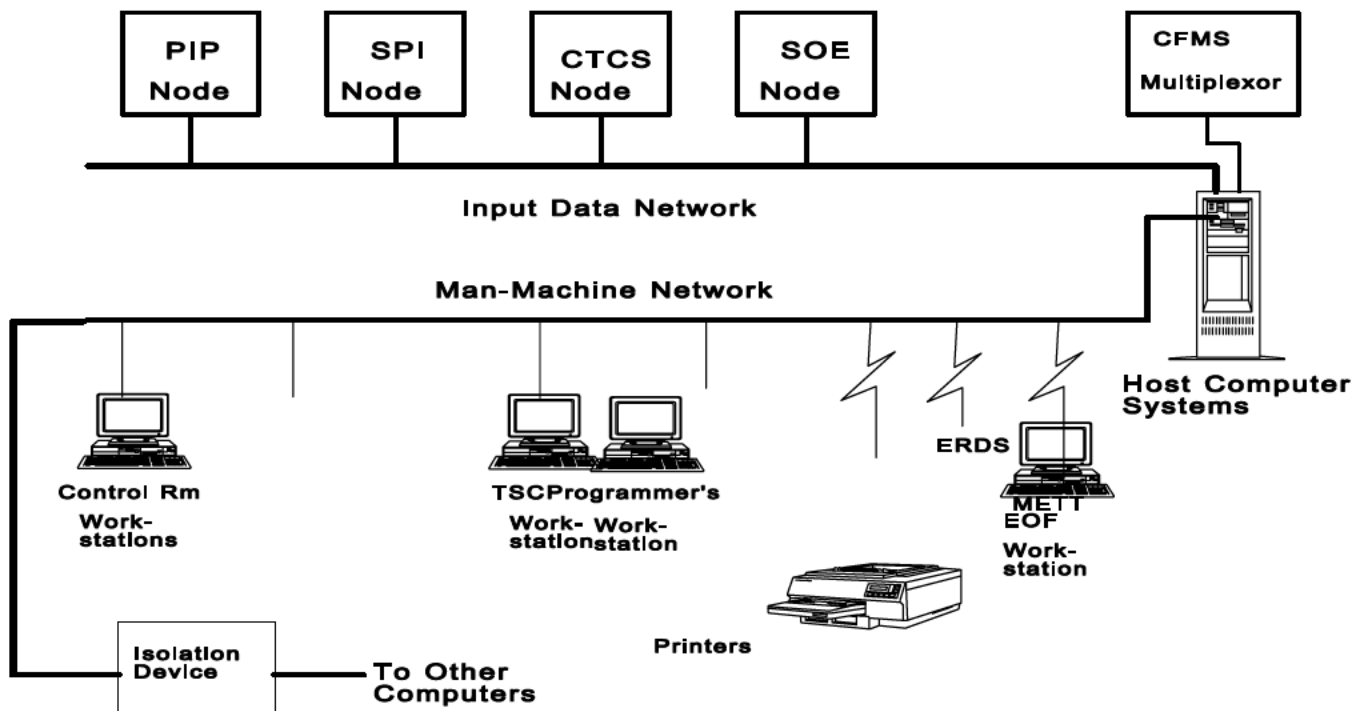 PIP
Node
SPI
Node
CTCS
Node
SOE
Node
CFMS
Multiplexor
Input Data Network
Man-Machine Network
Host Computer
Systems
Control Rm
Work-
stations
TSC
Work-
station
Programmer's
Work-
station
ERDS
METT
EOF
Work-
station
Printers
Isolation
Device
To Other
Computers